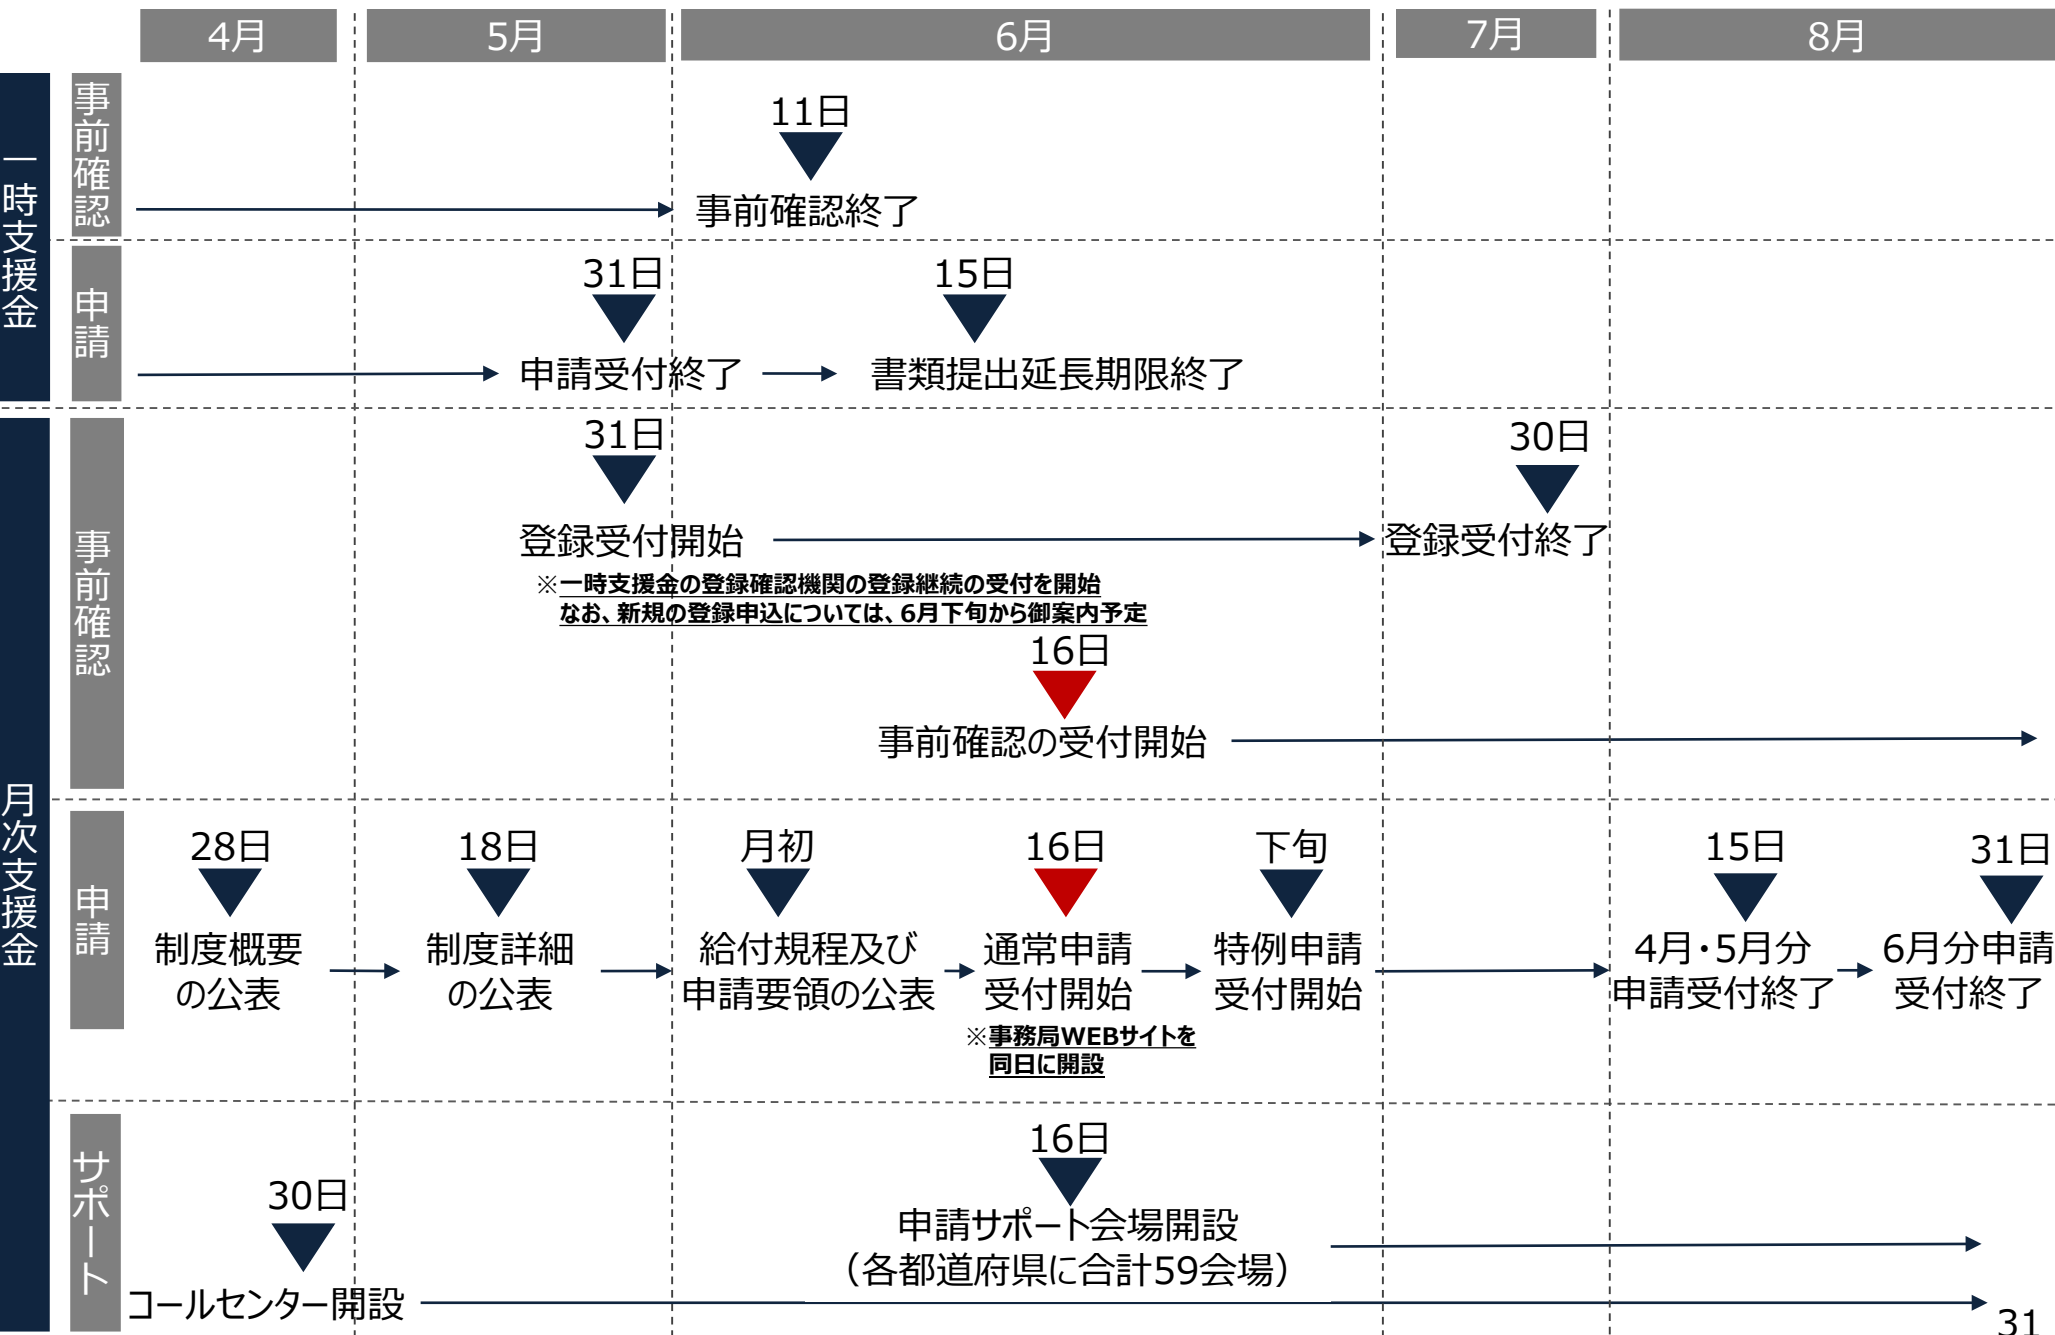 4月
5月
6月
7月
8月
一時支援金
事前確認
11日
事前確認終了
申請
31日
15日
申請受付終了
書類提出延長期限終了
月次支援金
事前確認
31日
30日
登録受付開始
登録受付終了
※一時支援金の登録確認機関の登録継続の受付を開始
なお、新規の登録申込については、6月下旬から御案内予定
16日
事前確認の受付開始
申請
28日
18日
月初
16日
下旬
15日
31日
制度概要
の公表
制度詳細
の公表
給付規程及び
申請要領の公表
通常申請
受付開始
特例申請
受付開始
4月・5月分
申請受付終了
6月分申請
受付終了
※事務局WEBサイトを
同日に開設
サポート
16日
30日
申請サポート会場開設
（各都道府県に合計59会場）
コールセンター開設
31